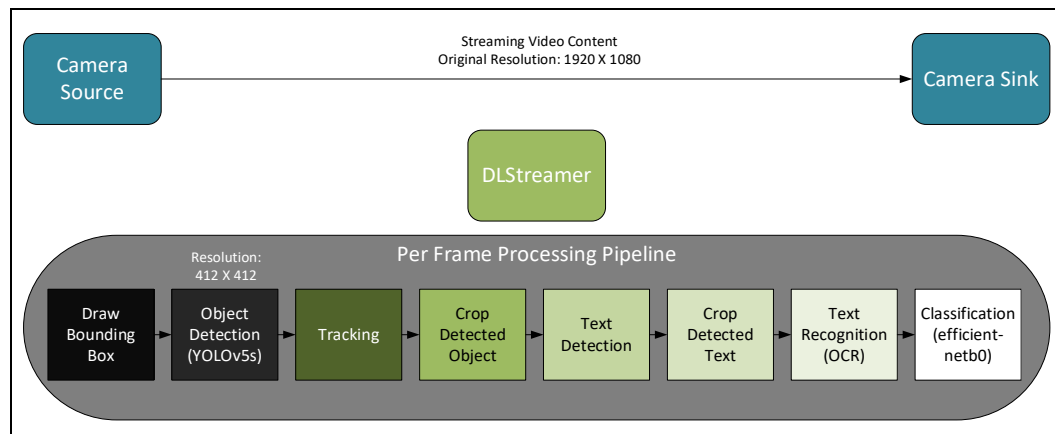 Camera
Source
Streaming Video Content
Original Resolution: 1920 X 1080
Camera Sink
DLStreamer
Per Frame Processing Pipeline
Resolution:
412 X 412
Draw
Bounding
Box
Object
Detection
(YOLOv5s)
Tracking
Crop
Detected
Object
Text
Detection
Crop
Detected
Text
Text
Recognition
(OCR)
Classification
(efficient-
netb0)